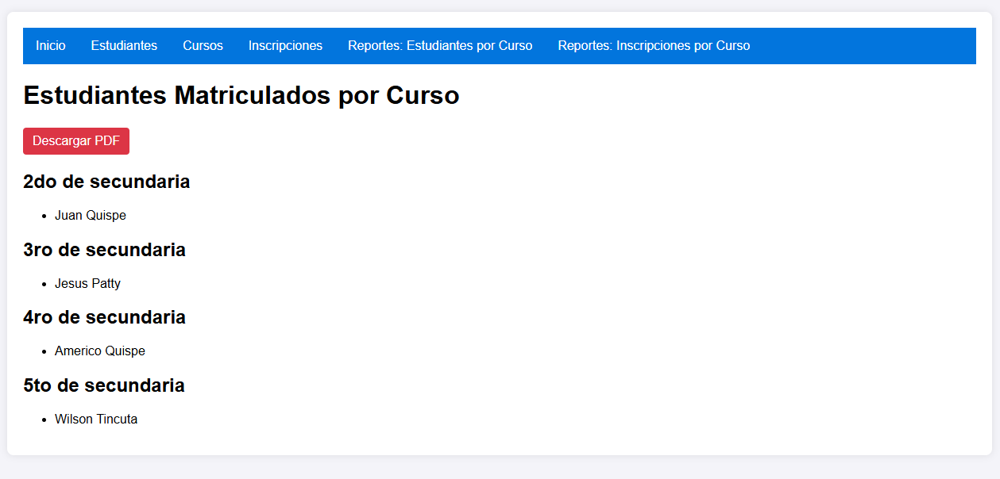 Inicio Estudiantes Cursos Inscripciones Reportes: Estudiantes por Curso Reportes: Inscripciones por Curso
Estudiantes Matriculados por Curso
Descargar PDF
2do de secundaria
Juan Quispe
3ro de secundaria
Jesus Patty
4ro de secundaria
Americo Quispe
5to de secundaria
Wilson Tincuta